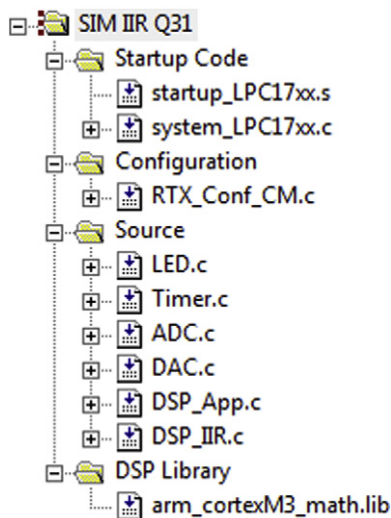 SIM IIR Q31
Startup Code
startup_LPC17xx.s
system_LPC17xx.c
Configuration
RTX_Conf_CM.c
Source
LED.c
Timer.c
ADC.c
DAC.c
DSP_App.c
DSP_IIR.c
DSP Library
arm_cortexM3_math.lib